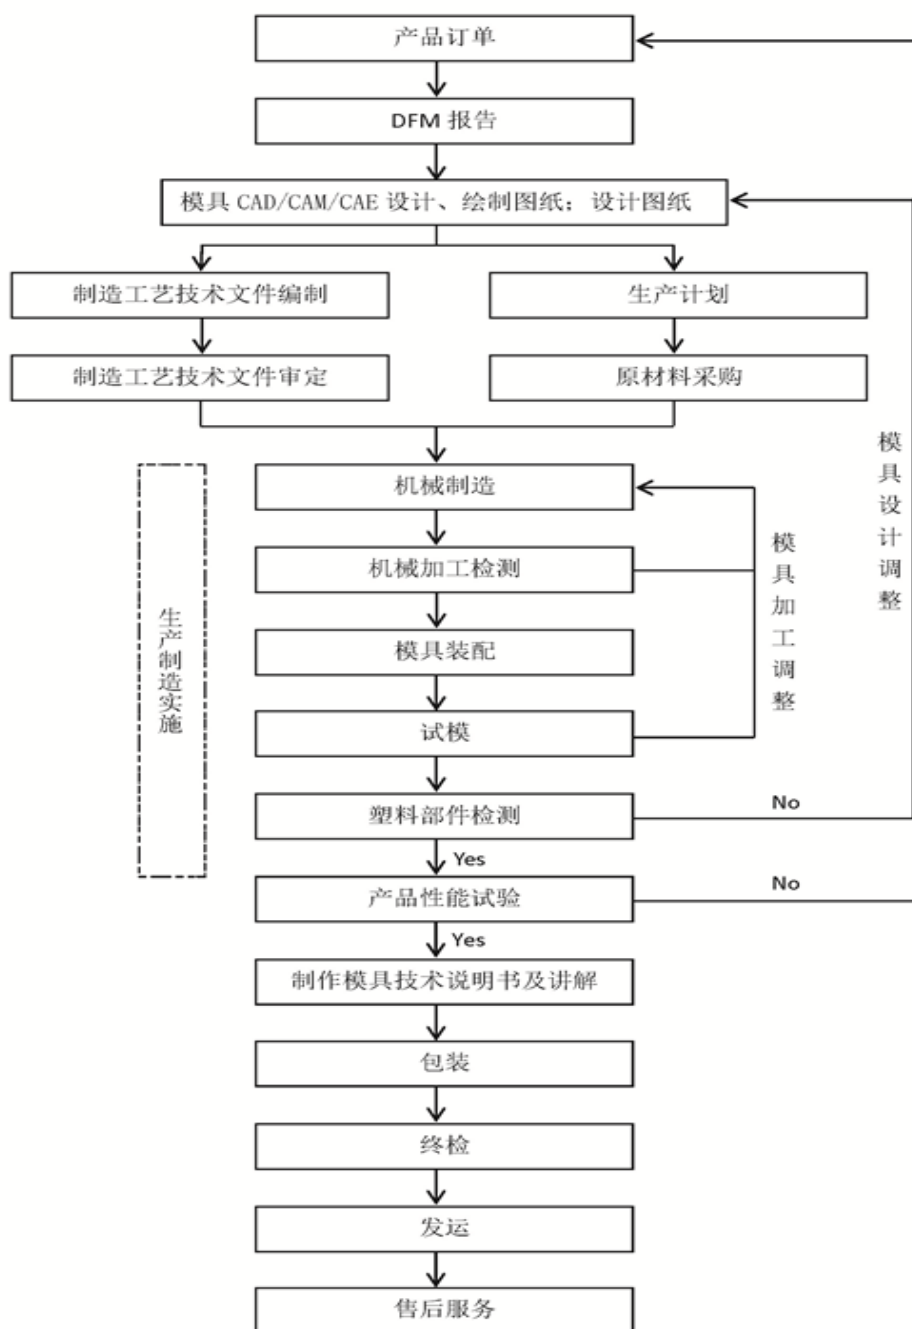 产品订单
DFM 报告
模具 CAD/CAM/CAE 设计、绘制图纸；设计图纸
制造工艺技术文件编制
生产计划
制造工艺技术文件审定
原材料采购
机械制造
机械加工检测
模具装配
试模
塑料部件检测
No
Yes
产品性能试验
No
Yes
制作模具技术说明书及讲解
包装
终检
发运
售后服务
生产制造实施
模具加工调整
模具设计调整